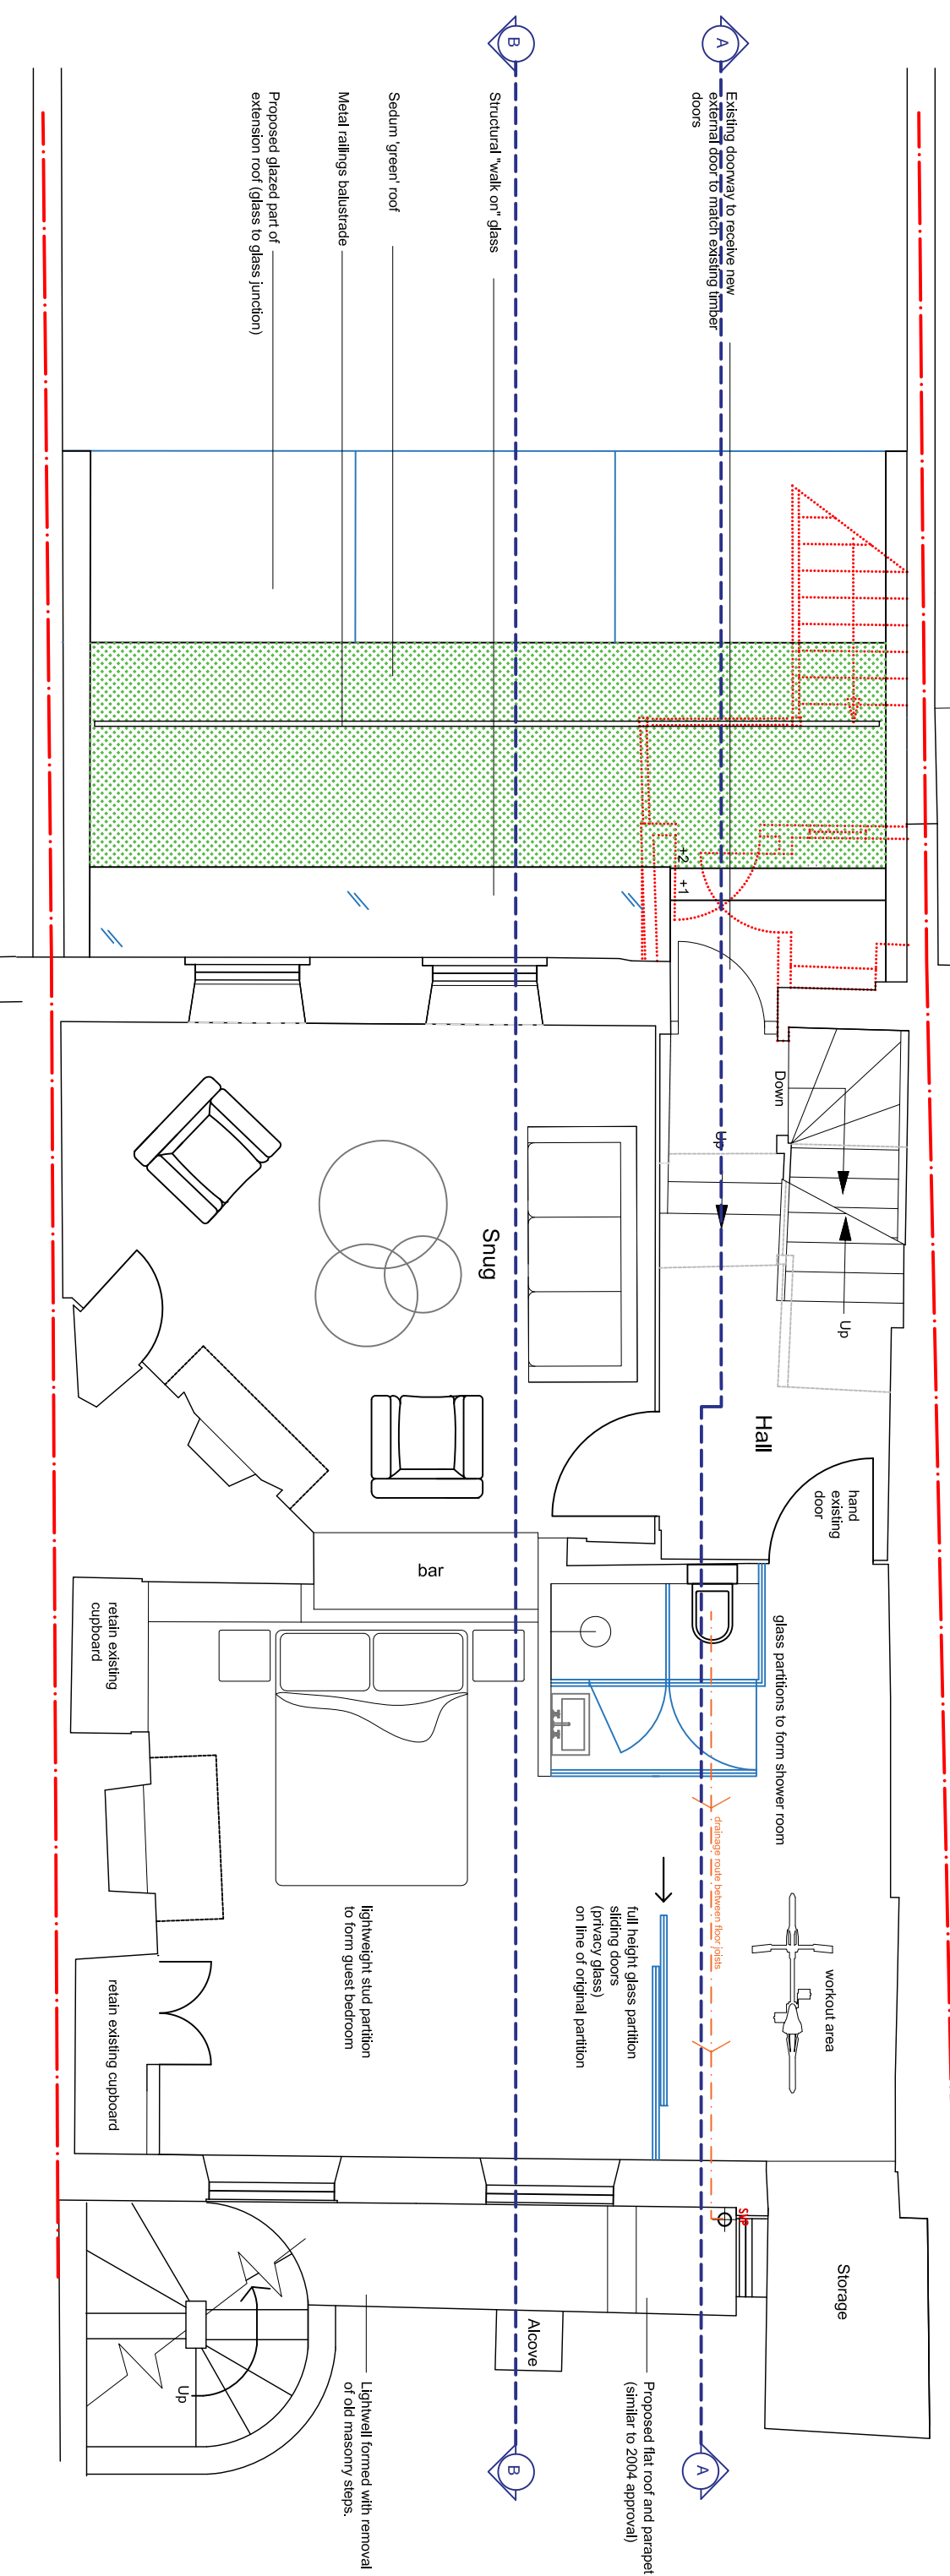 A
B
Existing doorway to receive new
external door to match existing timber
doors
Structural "walk on" glass
Sedum 'green' roof
Metal railings balustrade
Proposed glazed part of
extension roof (glass to glass junction)
+2
+1
Down
Up
Up
Snug
Hall
hand
existing
door
bar
glass partitions to form shower room
retain existing
cupboard
drainage route between floor joists
workout area
full height glass partition
sliding doors
(privacy glass)
on line of original partition
lightweight stud partition
to form guest bedroom
retain existing cupboard
SVP
Storage
Alcove
Up
Proposed flat roof and parapet
(similar to 2004 approval)
Lightwell formed with removal
of old masonry steps.
A
B